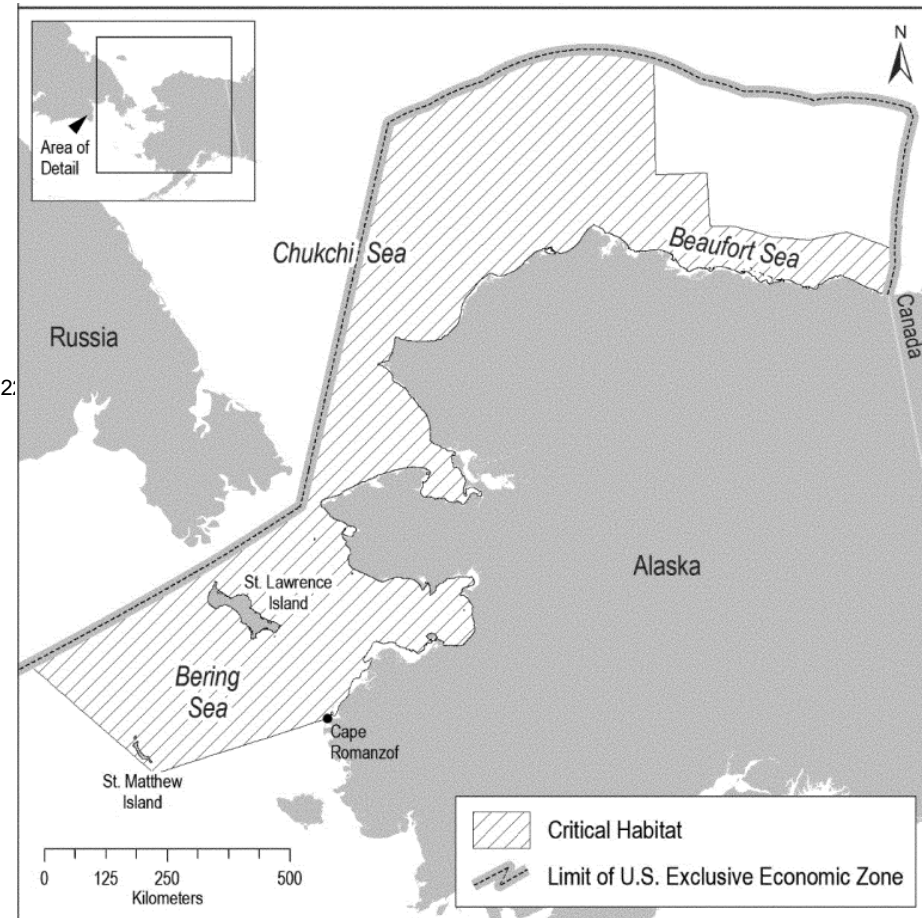 N
Area of
Detail
Chukchi Sea
Beaufort Sea
Canada
Russia
Alaska
St. Lawrence
Island
Bering
Sea
Cape
Romanzof
St. Matthew
Island
Critical Habitat
Limit of U.S. Exclusive Economic Zone
0 125 250 500
Kilometers